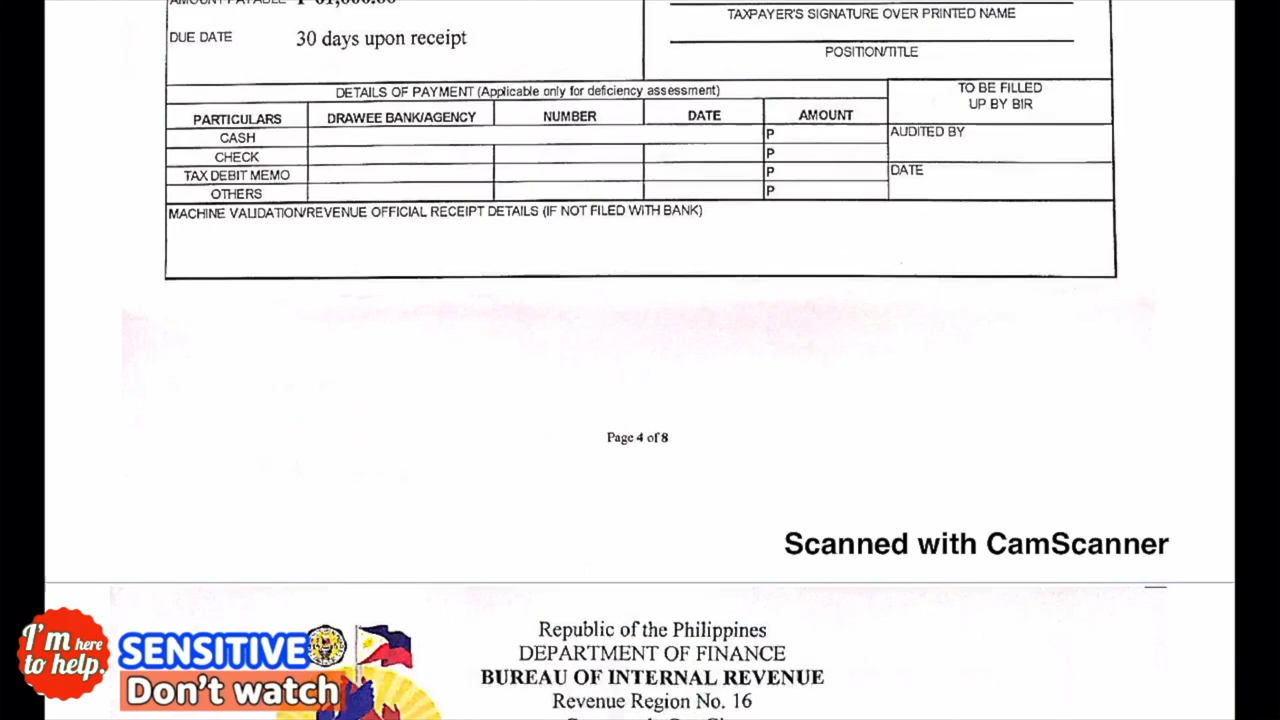 AMOUNT PAYABLE
TAXPAYER'S SIGNATURE OVER PRINTED NAME
DUE DATE 30 days upon receipt
POSITION/TITLE
DETAILS OF PAYMENT (Applicable only for deficiency assessment)
TO BE FILLED
UP BY BIR
PARTICULARS DRAWEE BANK/AGENCY NUMBER DATE AMOUNT
CASH P
AUDITED BY
CHECK P
TAX DEBIT MEMO P
DATE
OTHERS P
MACHINE VALIDATION/REVENUE OFFICIAL RECEIPT DETAILS (IF NOT FILED WITH BANK)
Page 4 of 8
Scanned with CamScanner
Republic of the Philippines
DEPARTMENT OF FINANCE
BUREAU OF INTERNAL REVENUE
Revenue Region No. 16
I'm here
to help.
SENSITIVE
Don't watch